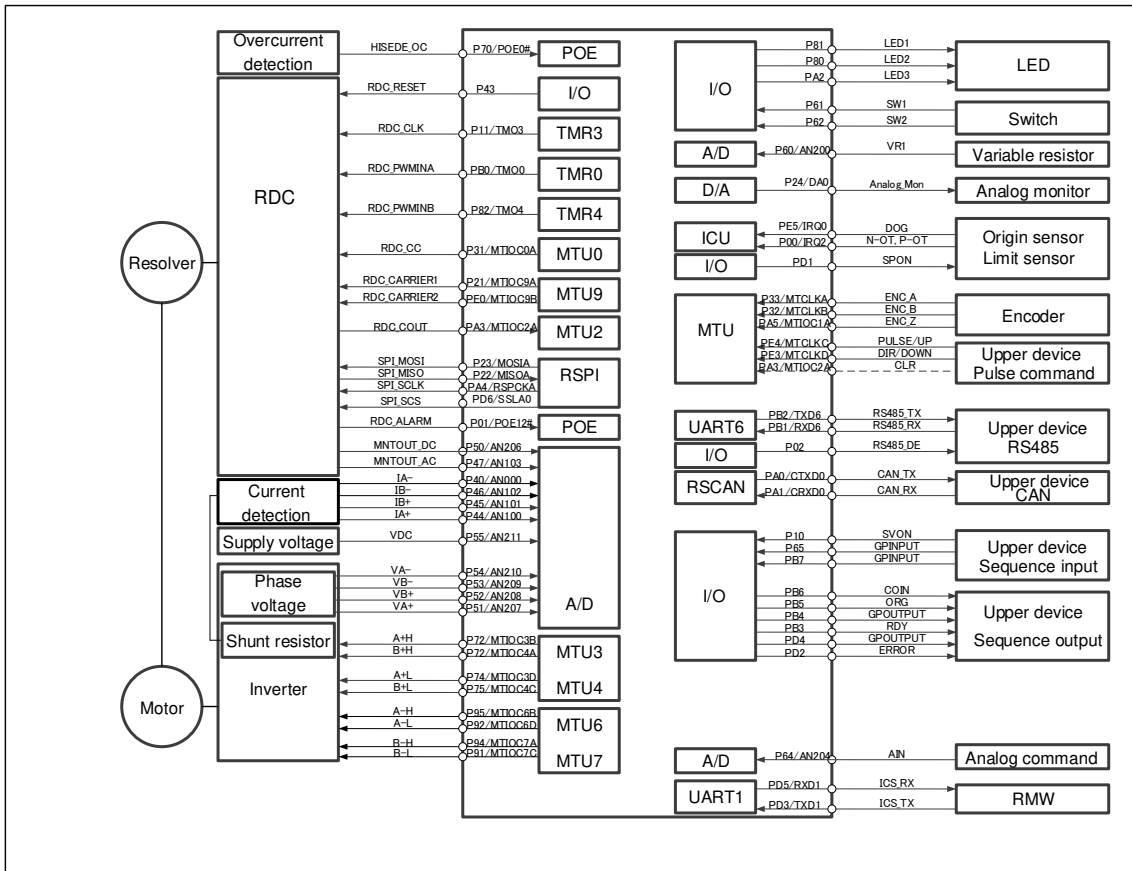 Overcurrent
detection
HISEDE_OC
P70/POE0#
POE
RDC
RDC_RESET
P43
I/O
RDC_CLK
P11/TMO3
TMR3
RDC_PWMINA
PB0/TMO0
TMR0
RDC_PWMINB
P82/TMO4
TMR4
RDC_CC
P31/MTIOC0A
MTU0
RDC_CARRIER1
P21/MTIOC9A
RDC_CARRIER2
PE0/MTIOC9B
MTU9
RDC_COUT
PA3/MTIOC2A
MTU2
SPI_MOSI
P23/MOSIA
SPI_MISO
P22/MISOA
SPI_SCLK
PA4/RSPCKA
SPI_SCS
PD6/SSLA0
RSPI
RDC_ALARM
P01/POE12#
POE
MNTOUT_DC
P50/AN206
MNTOUT_AC
P47/AN103
Resolver
Current
detection
IA-
P40/AN000
IB-
P46/AN102
IB+
P45/AN101
IA+
P44/AN100
Supply voltage
VDC
P55/AN211
Phase
voltage
VA-
P54/AN210
VB-
P53/AN209
VB+
P52/AN208
VA+
P51/AN207
A/D
Shunt resistor
Inverter
Motor
A+H
P72/MTIOC3B
B+H
P72/MTIOC4A
A+L
P74/MTIOC3D
B+L
P75/MTIOC4C
MTU3
MTU4
A-H
P95/MTIOC6B
A-L
P92/MTIOC6D
B-H
P94/MTIOC7A
B-L
P91/MTIOC7C
MTU6
MTU7
I/O
P81
LED1
P80
LED2
PA2
LED3
LED
P61
SW1
P62
SW2
Switch
A/D
P60/AN200
VR1
Variable resistor
D/A
P24/DA0
Analog_Mon
Analog monitor
ICU
PE5/IRQ0
DOG
P00/IRQ2
N-OT, P-OT
I/O
PD1
SPON
Origin sensor
Limit sensor
MTU
P33/MTCLKA
ENC_A
P32/MTCLKB
ENC_B
PA5/MTIOC1A
ENC_Z
Encoder
PE4/MTCLKC
PULSE/UP
PE3/MTCLKD
DIR/DOWN
PA3/MTIOC2A
CLR
Upper device
Pulse command
UART6
PB2/TXD6
RS485_TX
PB1/RXD6
RS485_RX
I/O
P02
RS485_DE
Upper device
RS485
RSCAN
PA0/CTXD0
CAN_TX
PA1/CRXD0
CAN_RX
Upper device
CAN
I/O
P10
SVON
P65
GPINPUT
PB7
GPINPUT
Upper device
Sequence input
PB6
COIN
PB5
ORG
PB4
GPOUTPUT
PB3
RDY
PD4
GPOUTPUT
PD2
ERROR
Upper device
Sequence output
A/D
P64/AN204
AIN
Analog command
UART1
PD5/RXD1
ICS_RX
PD3/TXD1
ICS_TX
RMW